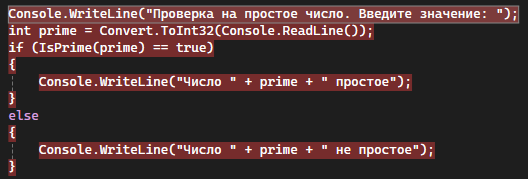 Console.WriteLine("Проверка на простое число. Введите значение: ");
int prime = Convert.ToInt32(Console.ReadLine());
if (IsPrime(prime) == true)
{
    Console.WriteLine("Число " + prime + " простое");
}
else
{
    Console.WriteLine("Число " + prime + " не простое");
}